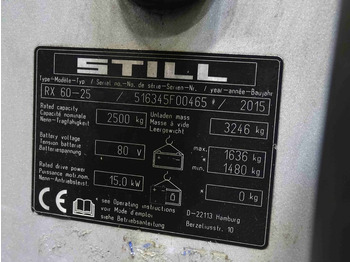 STILL
Type-Modèle-Typ / Serial no.-No. de série-Serien-Nr. / year-année-Baujahr
RX 60-25 / 516345F00465 * / 2015
Rated capacity
Capacité nominale
Nenn-Tragfähigkeit
2500 kg
Unladen mass
Masse à vide
Leergewicht
3246 kg
Battery voltage
Tension batterie
Batteriespannung
80 V
max.
1636 kg
min.
1480 kg
Rated drive power
Puissance mot.nom.
Nenn-Antriebsleist.
15.0 kW
* 0 kg
CE
* see Operating instructions
voir Mode d'emploi
siehe Betriebsanleitung
D-22113 Hamburg
Berzeliusstr. 10